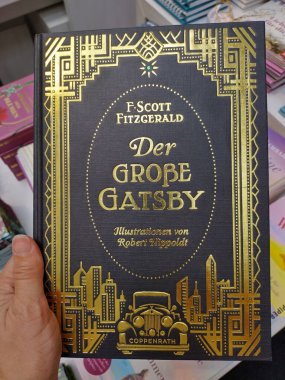 F·SCOTT
FITZGERALD
Der
GROẞE
GATSBY
Illustrationen von
Robert Nippoldt
COPPENRATH